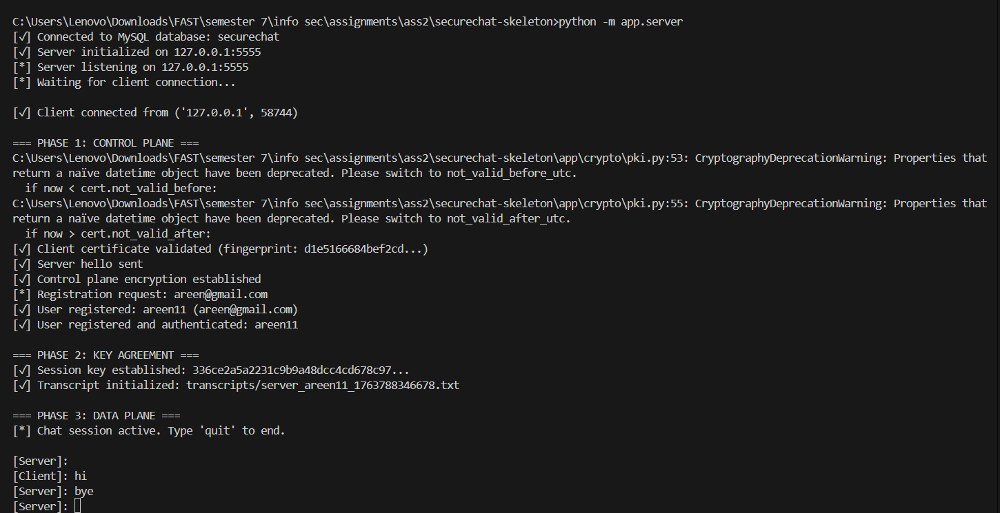 C:\Users\Lenovo\Downloads\FAST\semester 7\info sec\assignments\ass2\securechat-skeleton>python -m app.server
[√] Connected to MySQL database: securechat
[√] Server initialized on 127.0.0.1:5555
[*] Server listening on 127.0.0.1:5555
[*] Waiting for client connection...
[√] Client connected from ('127.0.0.1', 58744)
=== PHASE 1: CONTROL PLANE ===
C:\Users\Lenovo\Downloads\FAST\semester 7\info sec\assignments\ass2\securechat-skeleton\app\crypto\pki.py:53: CryptographyDeprecationWarning: Properties that
return a naïve datetime object have been deprecated. Please switch to not_valid_before_utc.
  if now < cert.not_valid_before:
C:\Users\Lenovo\Downloads\FAST\semester 7\info sec\assignments\ass2\securechat-skeleton\app\crypto\pki.py:55: CryptographyDeprecationWarning: Properties that
return a naïve datetime object have been deprecated. Please switch to not_valid_after_utc.
  if now > cert.not_valid_after:
[√] Client certificate validated (fingerprint: d1e5166684bef2cd...)
[√] Server hello sent
[√] Control plane encryption established
[*] Registration request: areen@gmail.com
[√] User registered: areen11 (areen@gmail.com)
[√] User registered and authenticated: areen11
=== PHASE 2: KEY AGREEMENT ===
[√] Session key established: 336ce2a5a2231c9b9a48dcc4cd678c97...
[√] Transcript initialized: transcripts/server_areen11_1763788346678.txt
=== PHASE 3: DATA PLANE ===
[*] Chat session active. Type 'quit' to end.
[Server]:
[Client]: hi
[Server]: bye
[Server]: